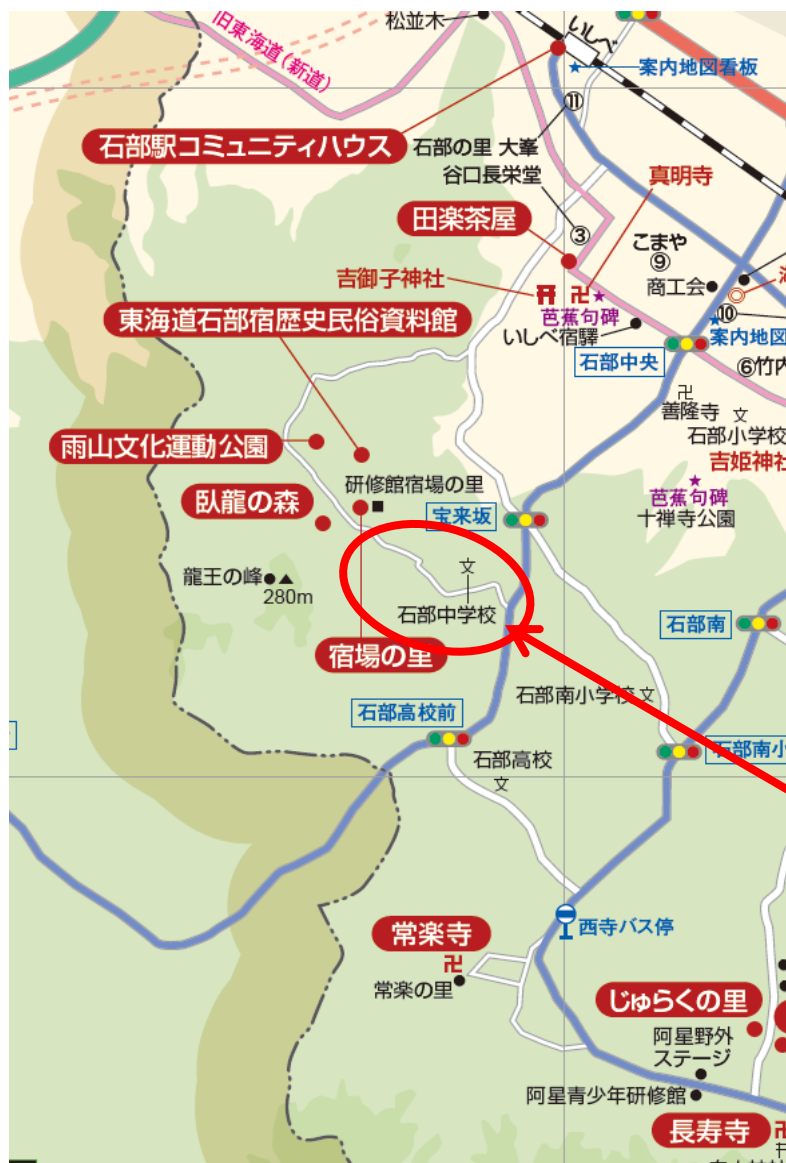 松並木
いしべ
旧東海道(新道)
案内地図看板
⑪
石部駅コミュニティハウス
石部の里 大峯
谷口長栄堂
真明寺
③
田楽茶屋
こまや
⑨
吉御子神社
商工会
芭蕉句碑
⑩
東海道石部宿歴史民俗資料館
いしべ宿驛
案内地図
石部中央
⑥竹内
善隆寺
石部小学校
文
雨山文化運動公園
吉姫神社
研修館宿場の里
芭蕉句碑
臥龍の森
宝来坂
十禅寺公園
龍王の峰
280m
文
石部中学校
石部南
宿場の里
石部南小学校文
石部高校前
石部南小
石部高校
文
常楽寺
西寺バス停
常楽の里
じゅらくの里
阿星野外
ステージ
阿星青少年研修館
長寿寺